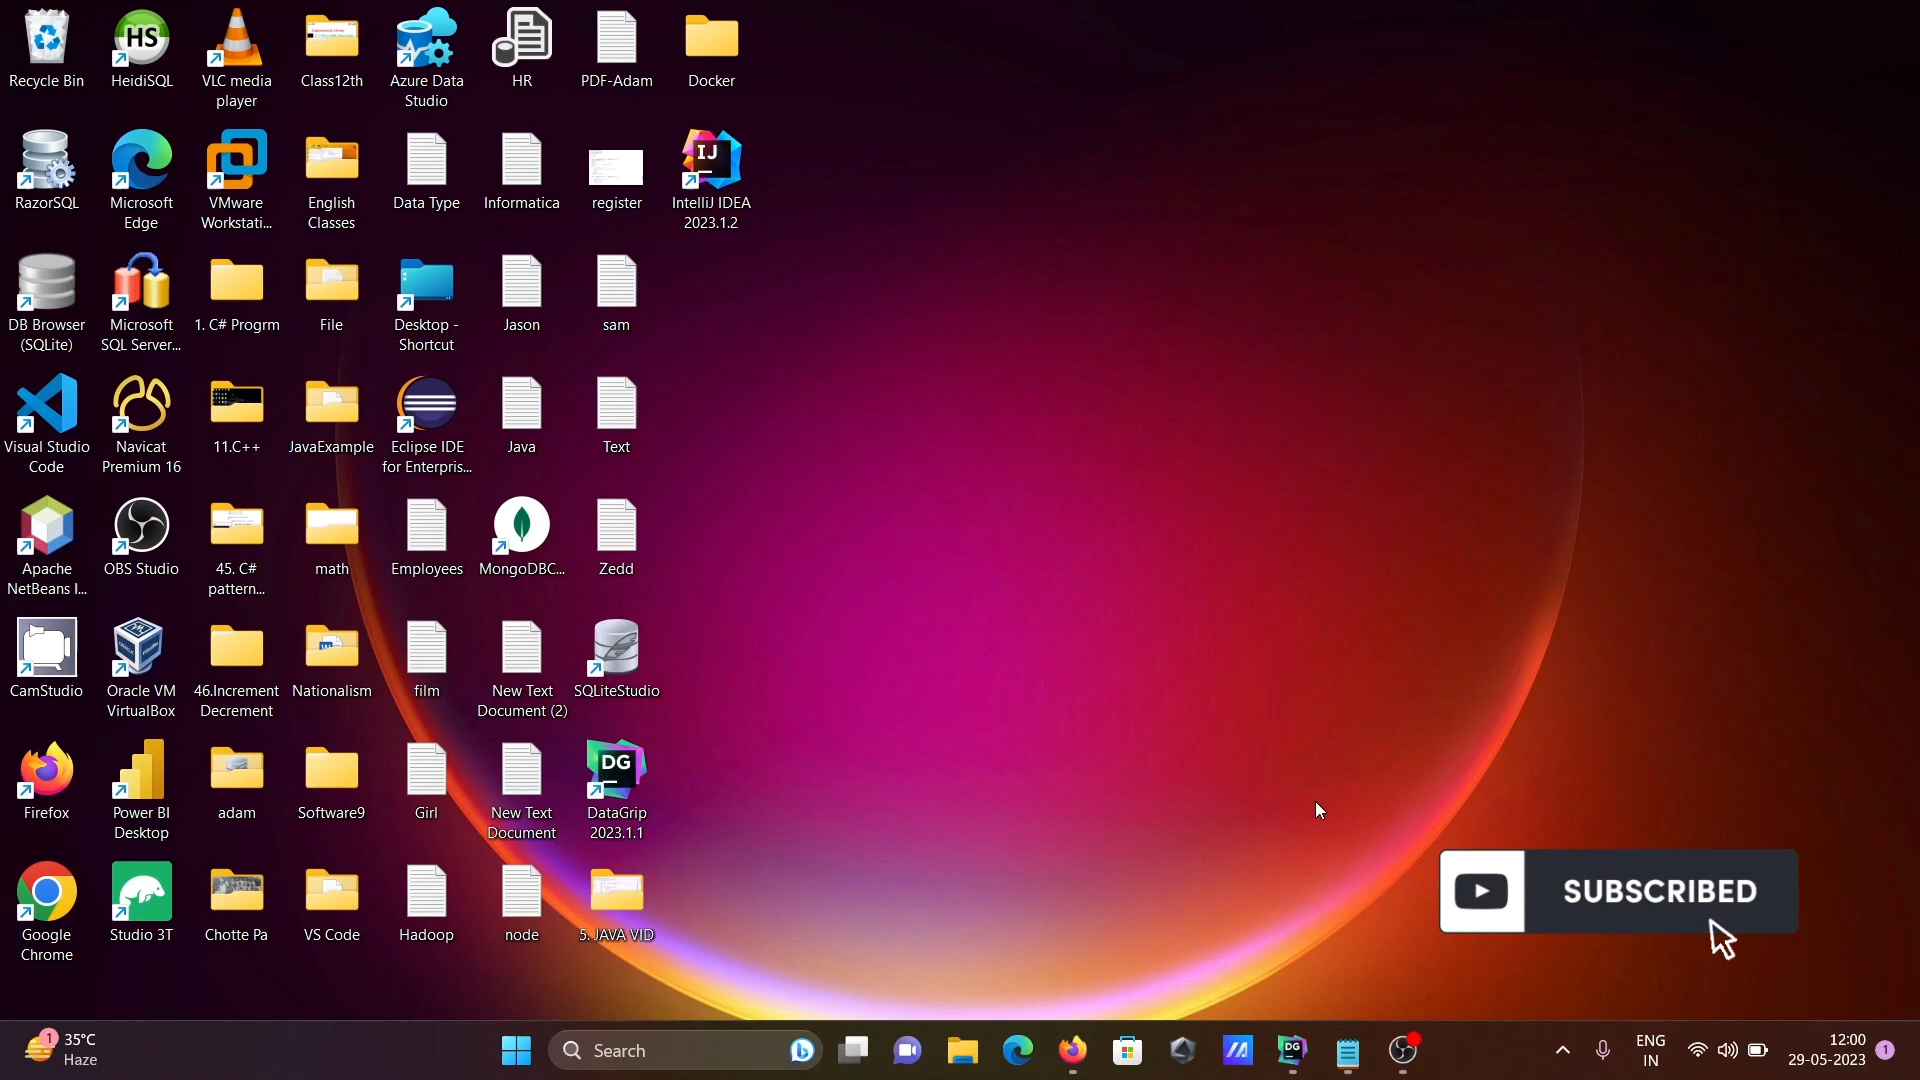 Recycle Bin
HS
HeidiSQL
VLC media
player
Class12th
Azure Data
Studio
HR
PDF-Adam
Docker
RazorSQL
Microsoft
Edge
VMware
Workstati...
English
Classes
Data Type
Informatica
register
IJ
IntelliJ IDEA
2023.1.2
DB Browser
(SQLite)
Microsoft
SQL Server...
1. C# Progrm
File
Desktop -
Shortcut
Jason
sam
Visual Studio
Code
Navicat
Premium 16
11.C++
JavaExample
Eclipse IDE
for Enterpris...
Java
Text
Apache
NetBeans I...
OBS Studio
45. C#
pattern...
math
Employees
MongoDBC...
Zedd
CamStudio
Oracle VM
VirtualBox
46.Increment
Decrement
Nationalism
film
New Text
Document (2)
SQLiteStudio
Firefox
Power BI
Desktop
adam
Software9
Girl
New Text
Document
DG
DataGrip
2023.1.1
Google
Chrome
Studio 3T
Chotte Pa
VS Code
Hadoop
node
5. JAVA VID
SUBSCRIBED
1
35°C
Haze
Search
DG
ENG
IN
12:00
29-05-2023
1